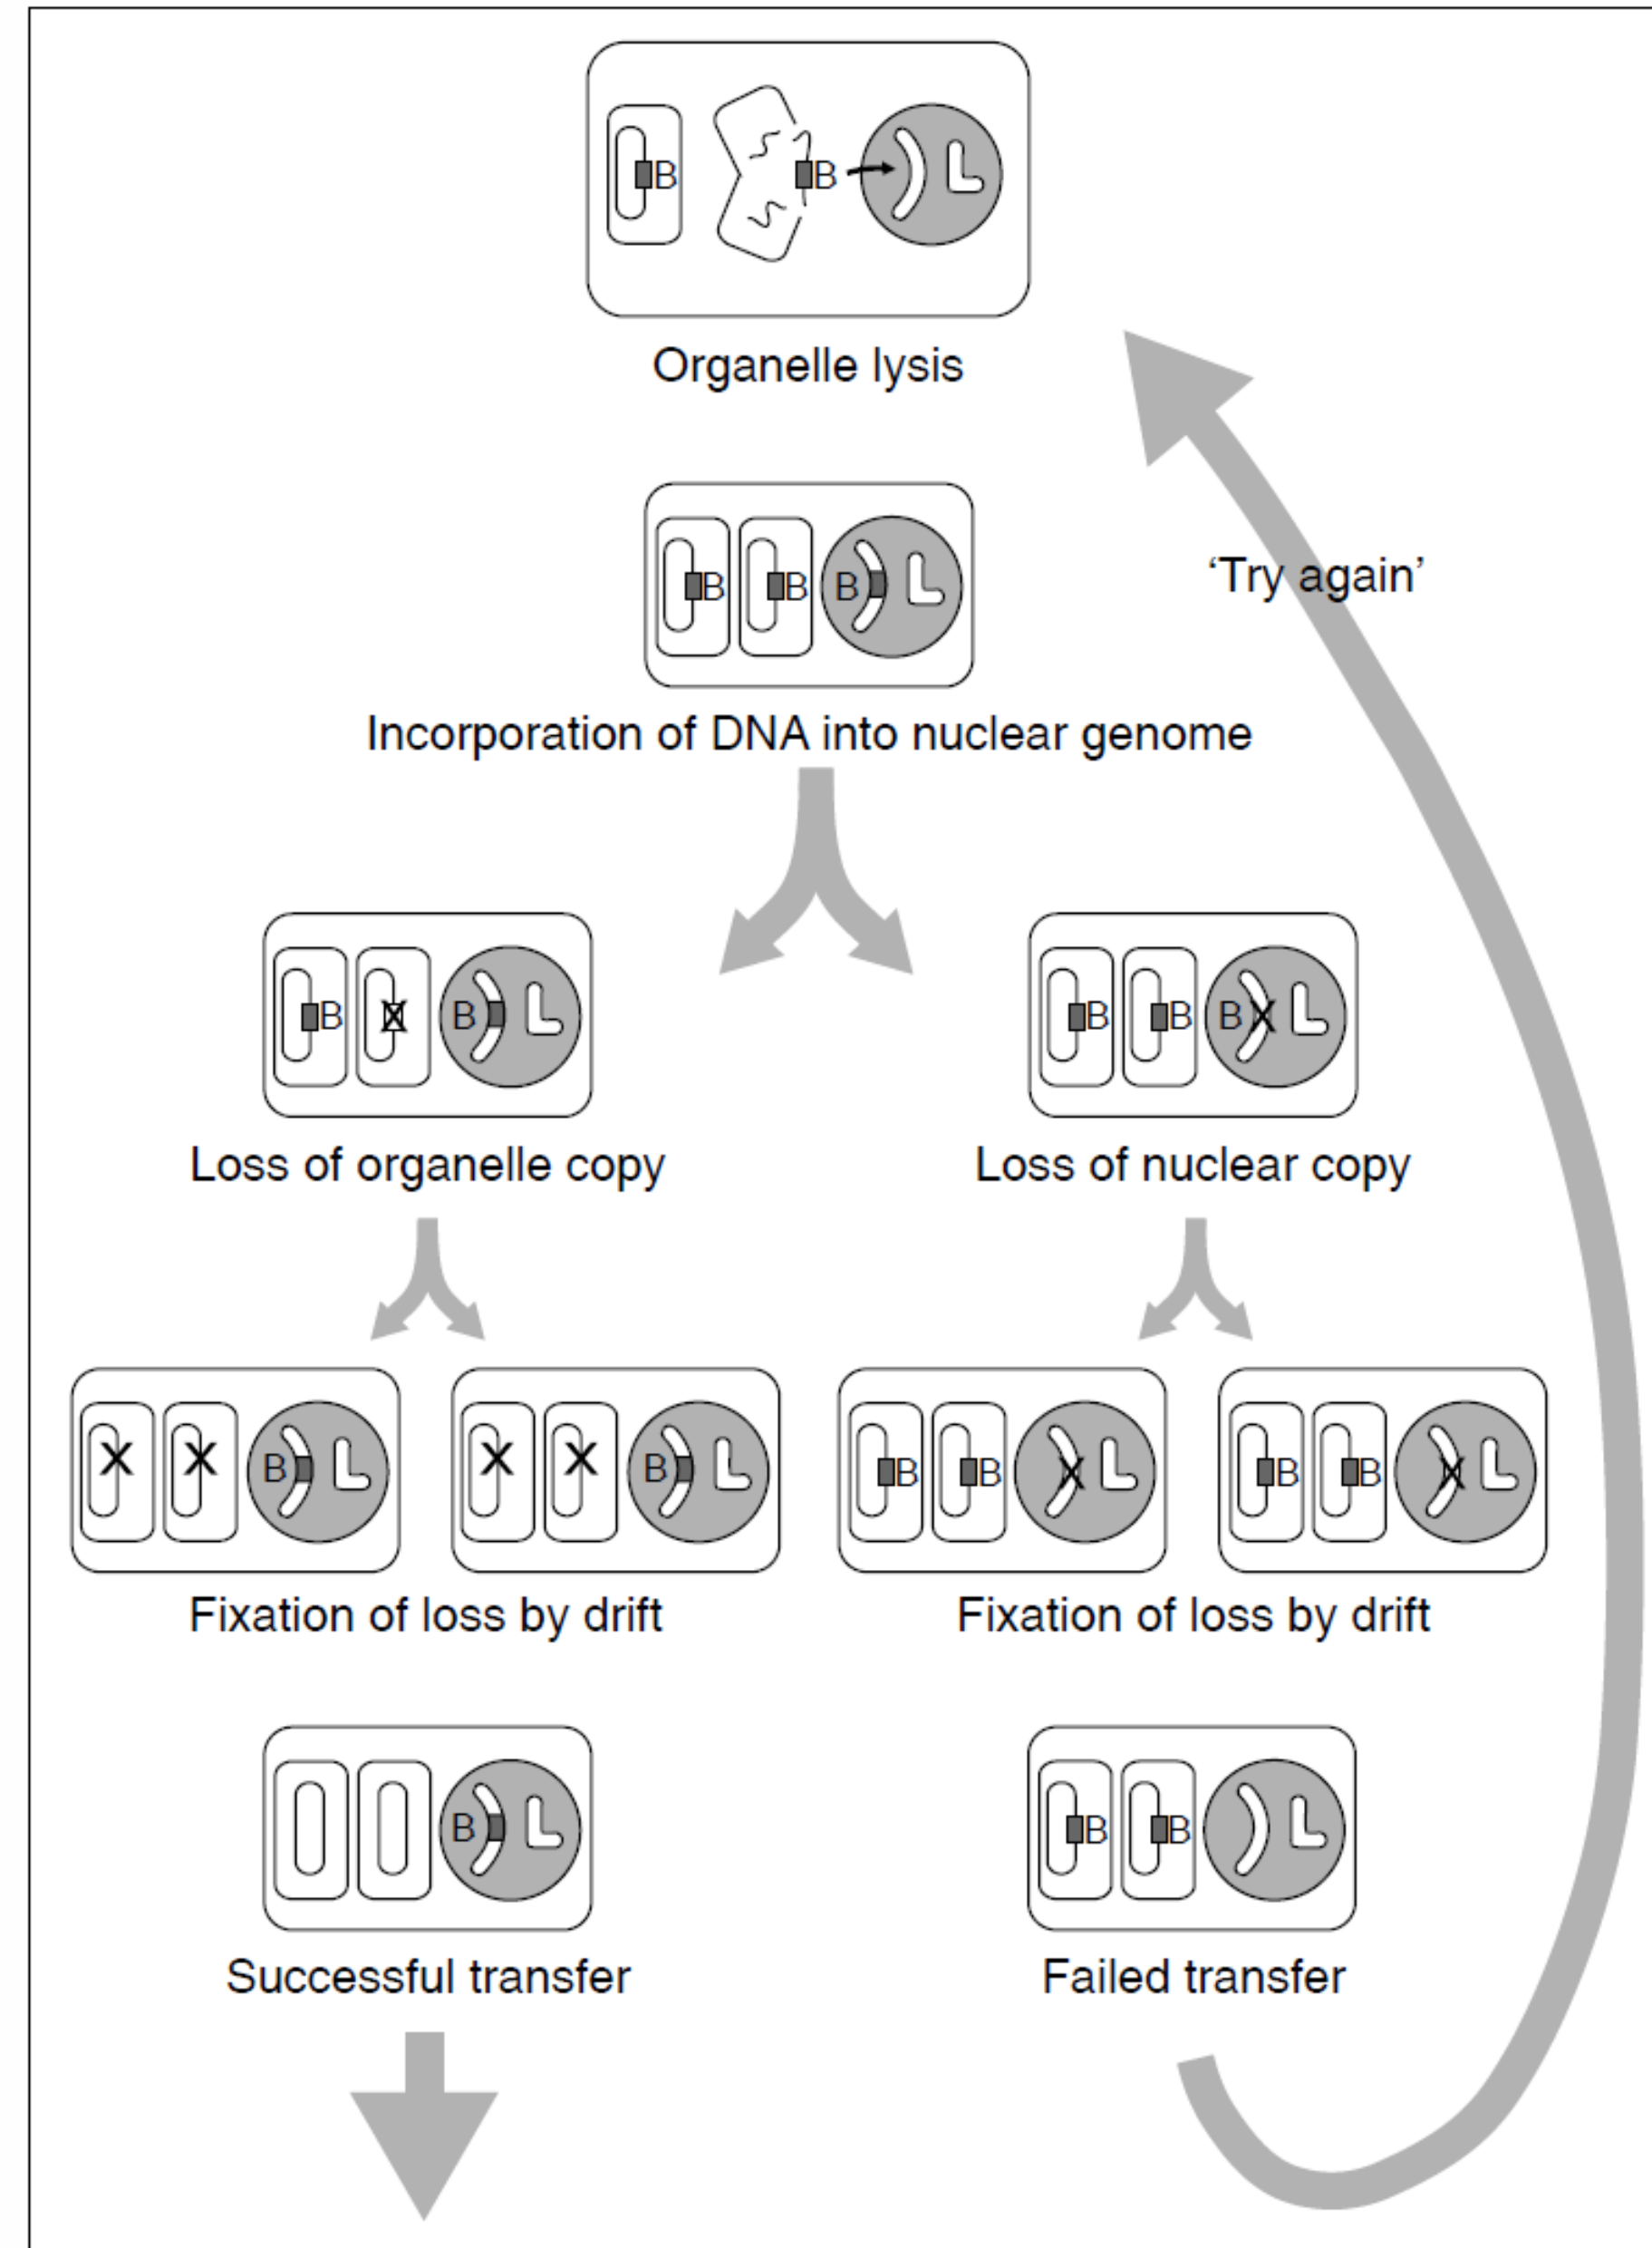 B B
Organelle lysis
B B B
'Try again'
Incorporation of DNA into nuclear genome
B X B B B B X
Loss of organelle copy Loss of nuclear copy
X X B X X B B B X B B X
Fixation of loss by drift Fixation of loss by drift
B B B
Successful transfer Failed transfer